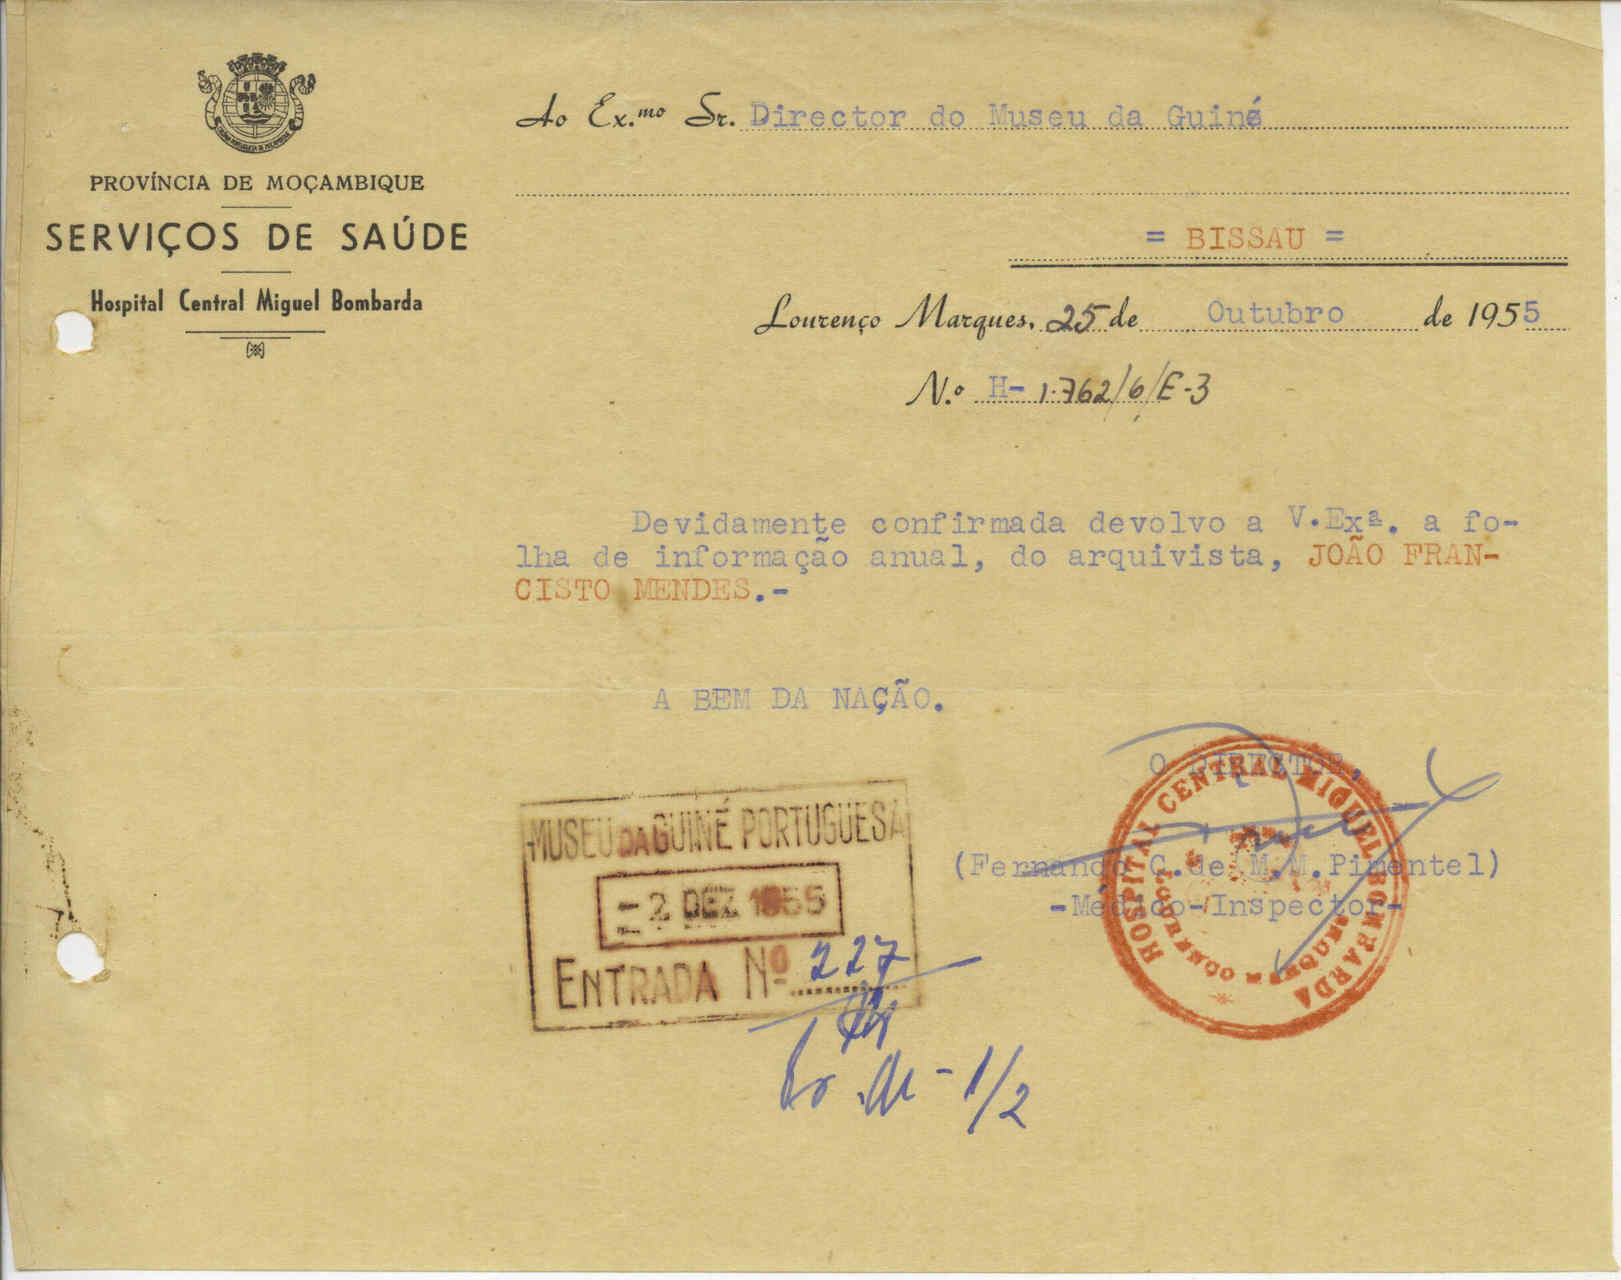 PROVÍNCIA DE MOÇAMBIQUE
SERVIÇOS DE SAÚDE
Hospital Central Miguel Bombarda
Ao Ex.mo Sr. Director do Museu da Guiné
= BISSAU =
Lourenço Marques, 25 de Outubro de 1955
N.º H- 1.762/6/E-3
Devidamente confirmada devolvo a V.Exª. a fo-
lha de informação anual, do arquivista, JOÃO FRAN-
CISTO MENDES.-
A BEM DA NAÇÃO.
O DIRECTOR,
(Fernando C. de M.M. Pimentel)
-Médico-Inspector-
HOSPITAL CENTRAL MIGUEL BOMBARDA
MUSEU DA GUINÉ PORTUGUESA
-2 DEZ 1955
ENTRADA Nº 227
- 1/2